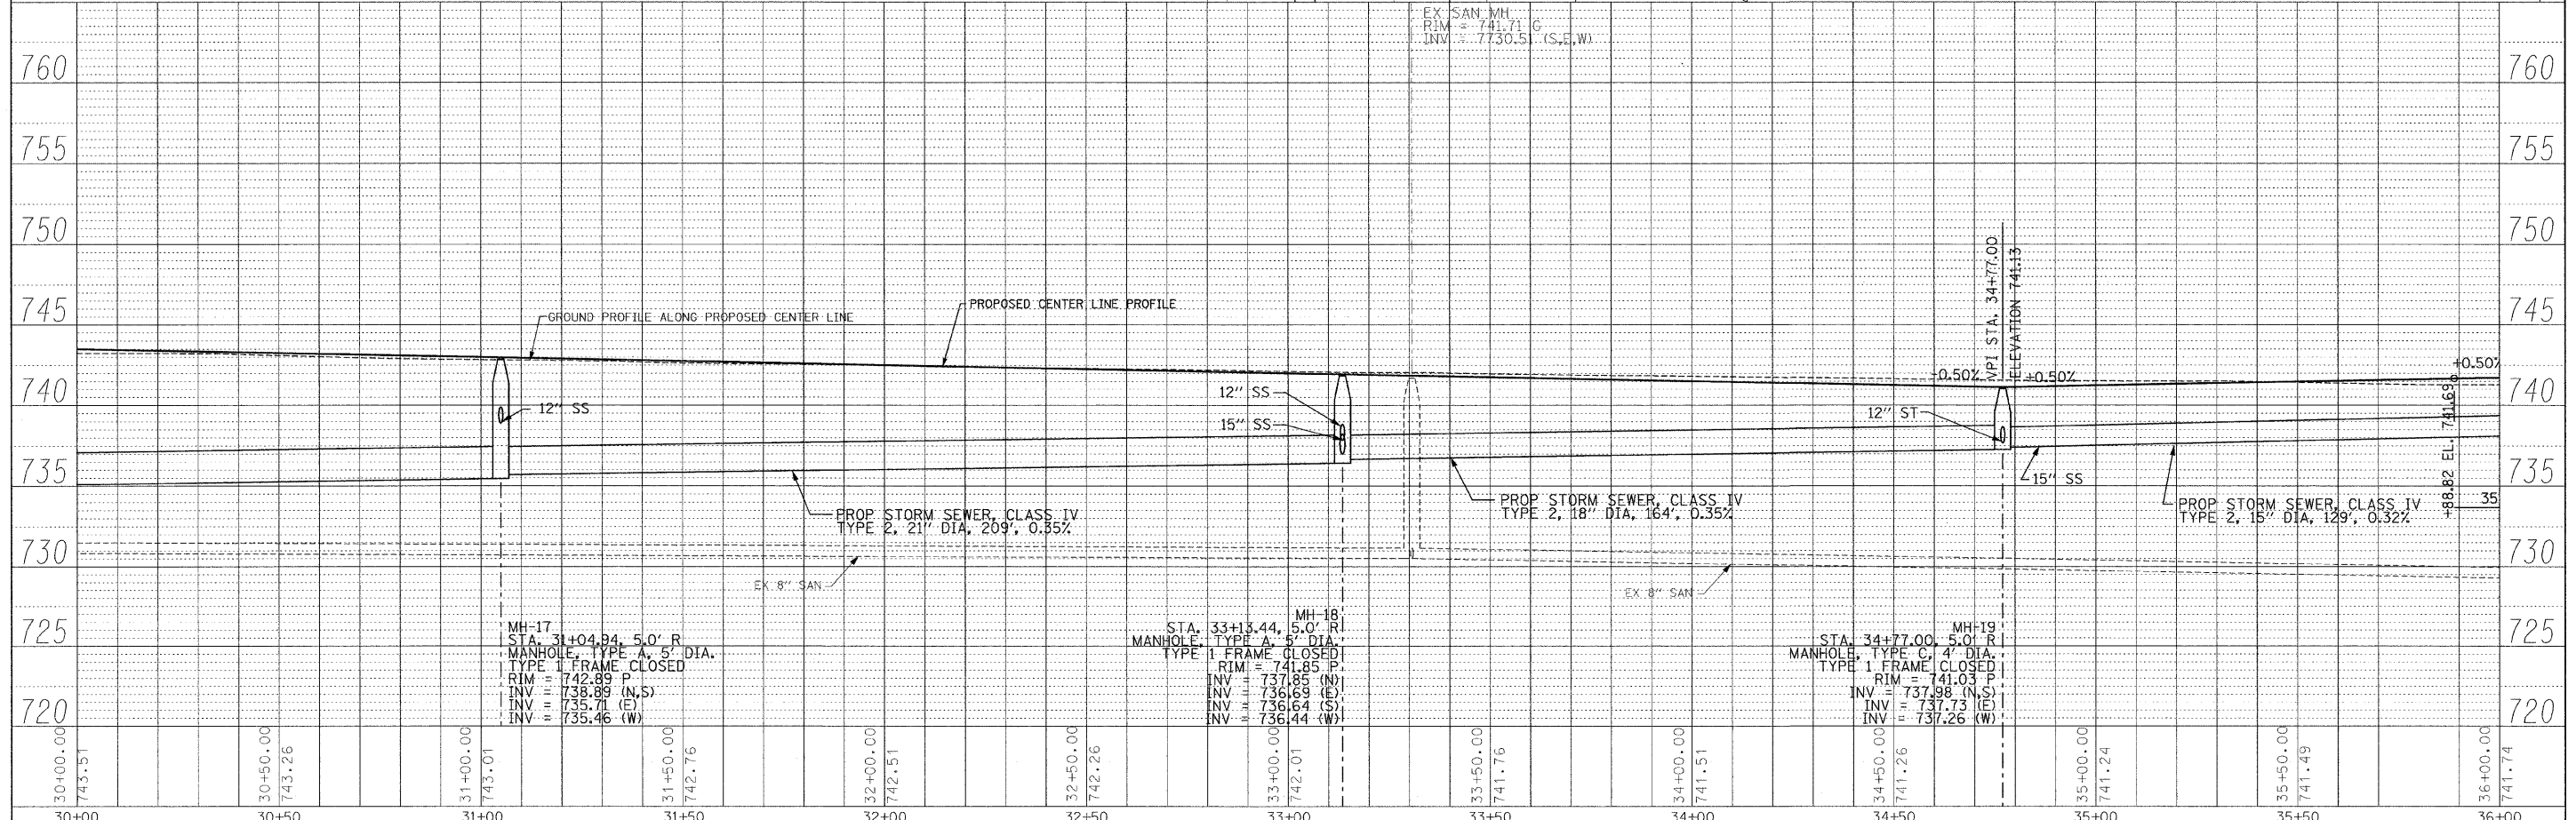 EX SAN MH
RIM = 741.71 G
INV = 7730.51 (S,E,W)
760
760
755
755
750
750
745
745
740
740
735
735
730
730
725
725
720
720
GROUND PROFILE ALONG PROPOSED CENTER LINE
PROPOSED CENTER LINE PROFILE
VPI STA. 34+77.00
ELEVATION 741.13
-0.50%
+0.50%
+0.50%
12" SS
12" SS
15" SS
12" ST
15" SS
+88.82 EL. 741.69
35
PROP STORM SEWER, CLASS IV
TYPE 2, 21" DIA, 209', 0.35%
PROP STORM SEWER, CLASS IV
TYPE 2, 18" DIA, 164', 0.35%
PROP STORM SEWER, CLASS IV
TYPE 2, 15" DIA, 129', 0.32%
EX 8" SAN
EX 8" SAN
MH-17
STA. 31+04.94, 5.0' R
MANHOLE, TYPE A, 5' DIA.
TYPE 1 FRAME CLOSED
RIM = 742.89 P
INV = 738.89 (N,S)
INV = 735.71 (E)
INV = 735.46 (W)
MH-18
STA. 33+13.44, 5.0' R
MANHOLE, TYPE A, 5' DIA.
TYPE 1 FRAME CLOSED
RIM = 741.85 P
INV = 737.85 (N)
INV = 736.69 (E)
INV = 736.64 (S)
INV = 736.44 (W)
MH-19
STA. 34+77.00, 5.0' R
MANHOLE, TYPE C, 4' DIA.
TYPE 1 FRAME CLOSED
RIM = 741.03 P
INV = 737.98 (N,S)
INV = 737.73 (E)
INV = 737.26 (W)
30+00.00
743.51
30+50.00
743.26
31+00.00
743.01
31+50.00
742.76
32+00.00
742.51
32+50.00
742.26
33+00.00
742.01
33+50.00
741.76
34+00.00
741.51
34+50.00
741.26
35+00.00
741.24
35+50.00
741.49
36+00.00
741.74
30+00
30+50
31+00
31+50
32+00
32+50
33+00
33+50
34+00
34+50
35+00
35+50
36+00